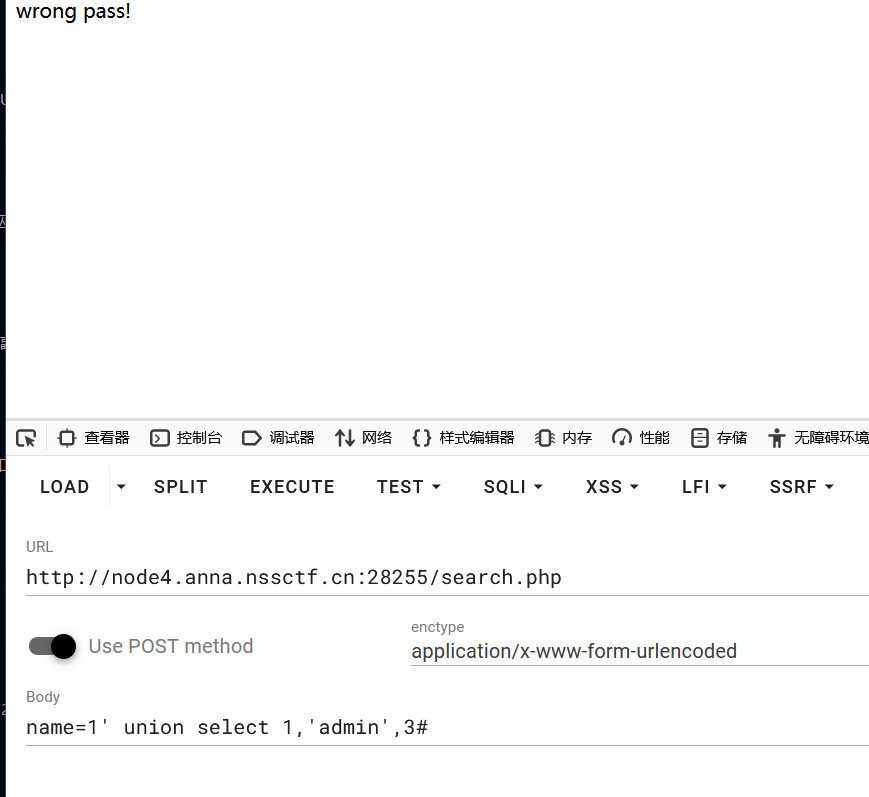 wrong pass!
查看器 控制台 调试器 网络 样式编辑器 内存 性能 存储 无障碍环境
LOAD SPLIT EXECUTE TEST SQLI XSS LFI SSRF
URL
http://node4.anna.nssctf.cn:28255/search.php
Use POST method
enctype
application/x-www-form-urlencoded
Body
name=1' union select 1,'admin',3#